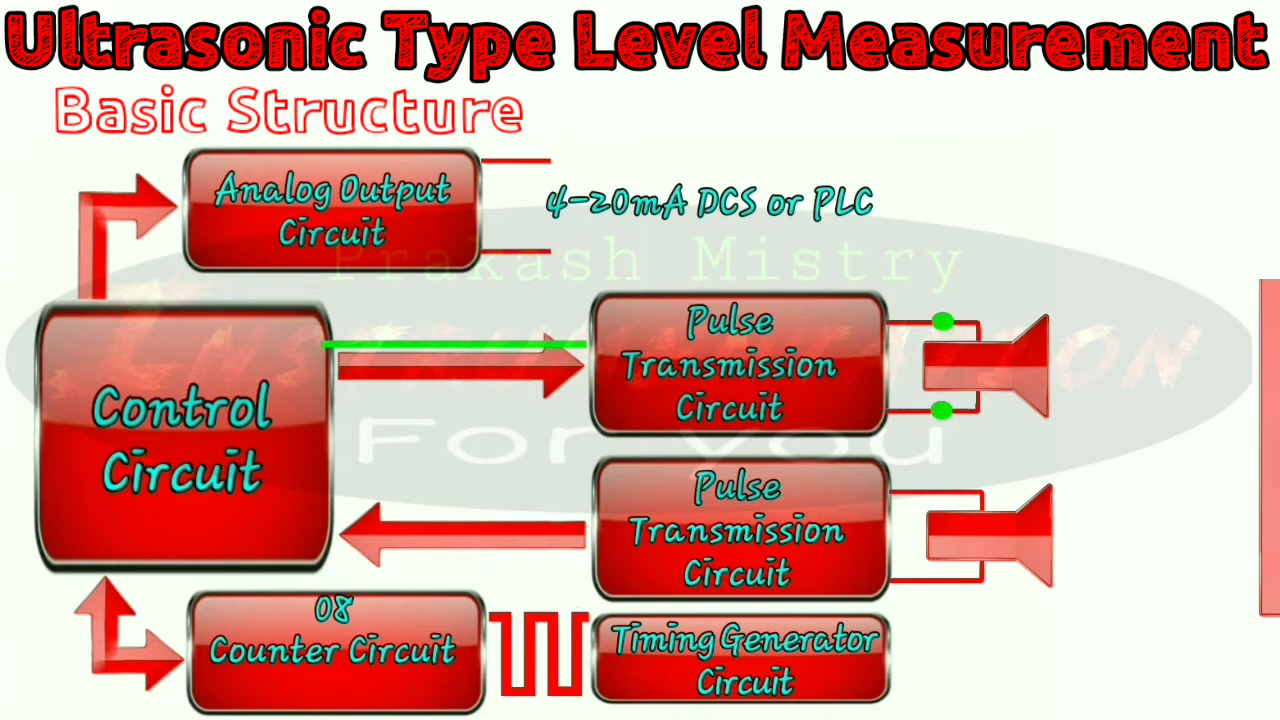 Ultrasonic Type Level Measurement
Basic Structure
Analog Output
Circuit
4-20mA DCS or PLC
Prakash Mistry
Pulse
Transmission
Circuit
Control
Circuit
For you
Pulse
Transmission
Circuit
08
Counter Circuit
Timing Generator
Circuit